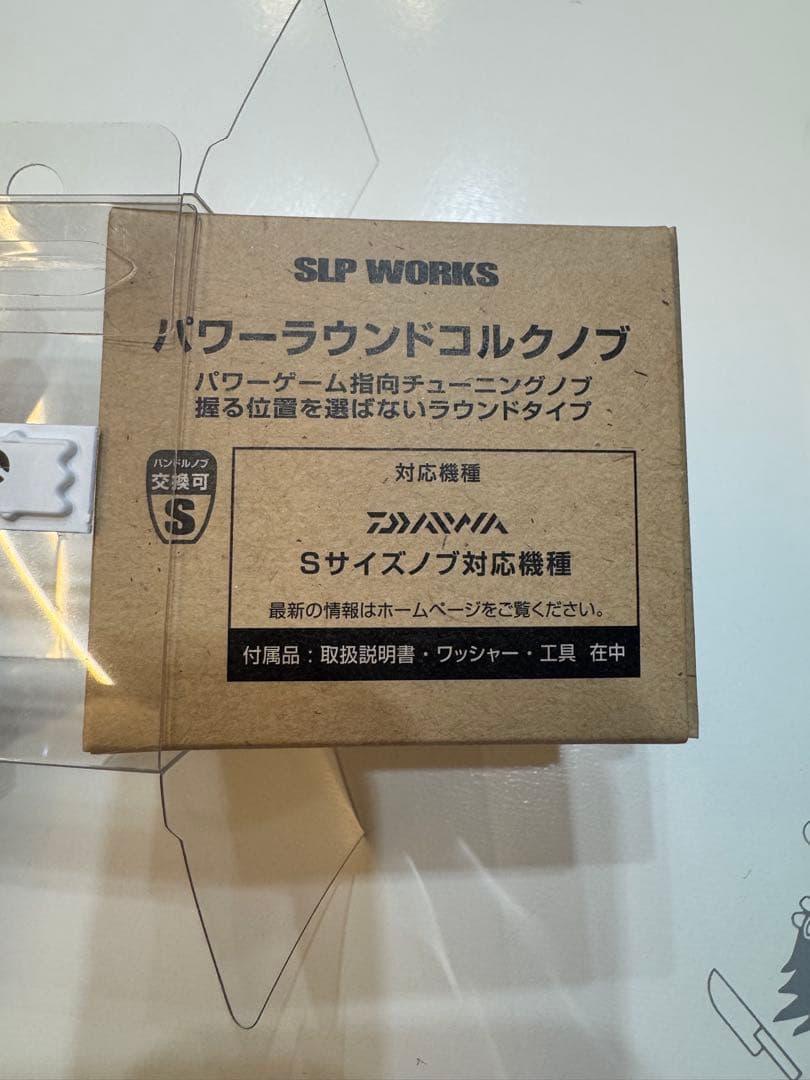 SLP WORKS
パワーラウンドコルクノブ
パワーゲーム指向チューニングノブ
握る位置を選ばないラウンドタイプ
ハンドルノブ
交換可
S
対応機種
DAIWA
Sサイズノブ対応機種
最新の情報はホームページをご覧ください。
付属品：取扱説明書・ワッシャー・工具 在中